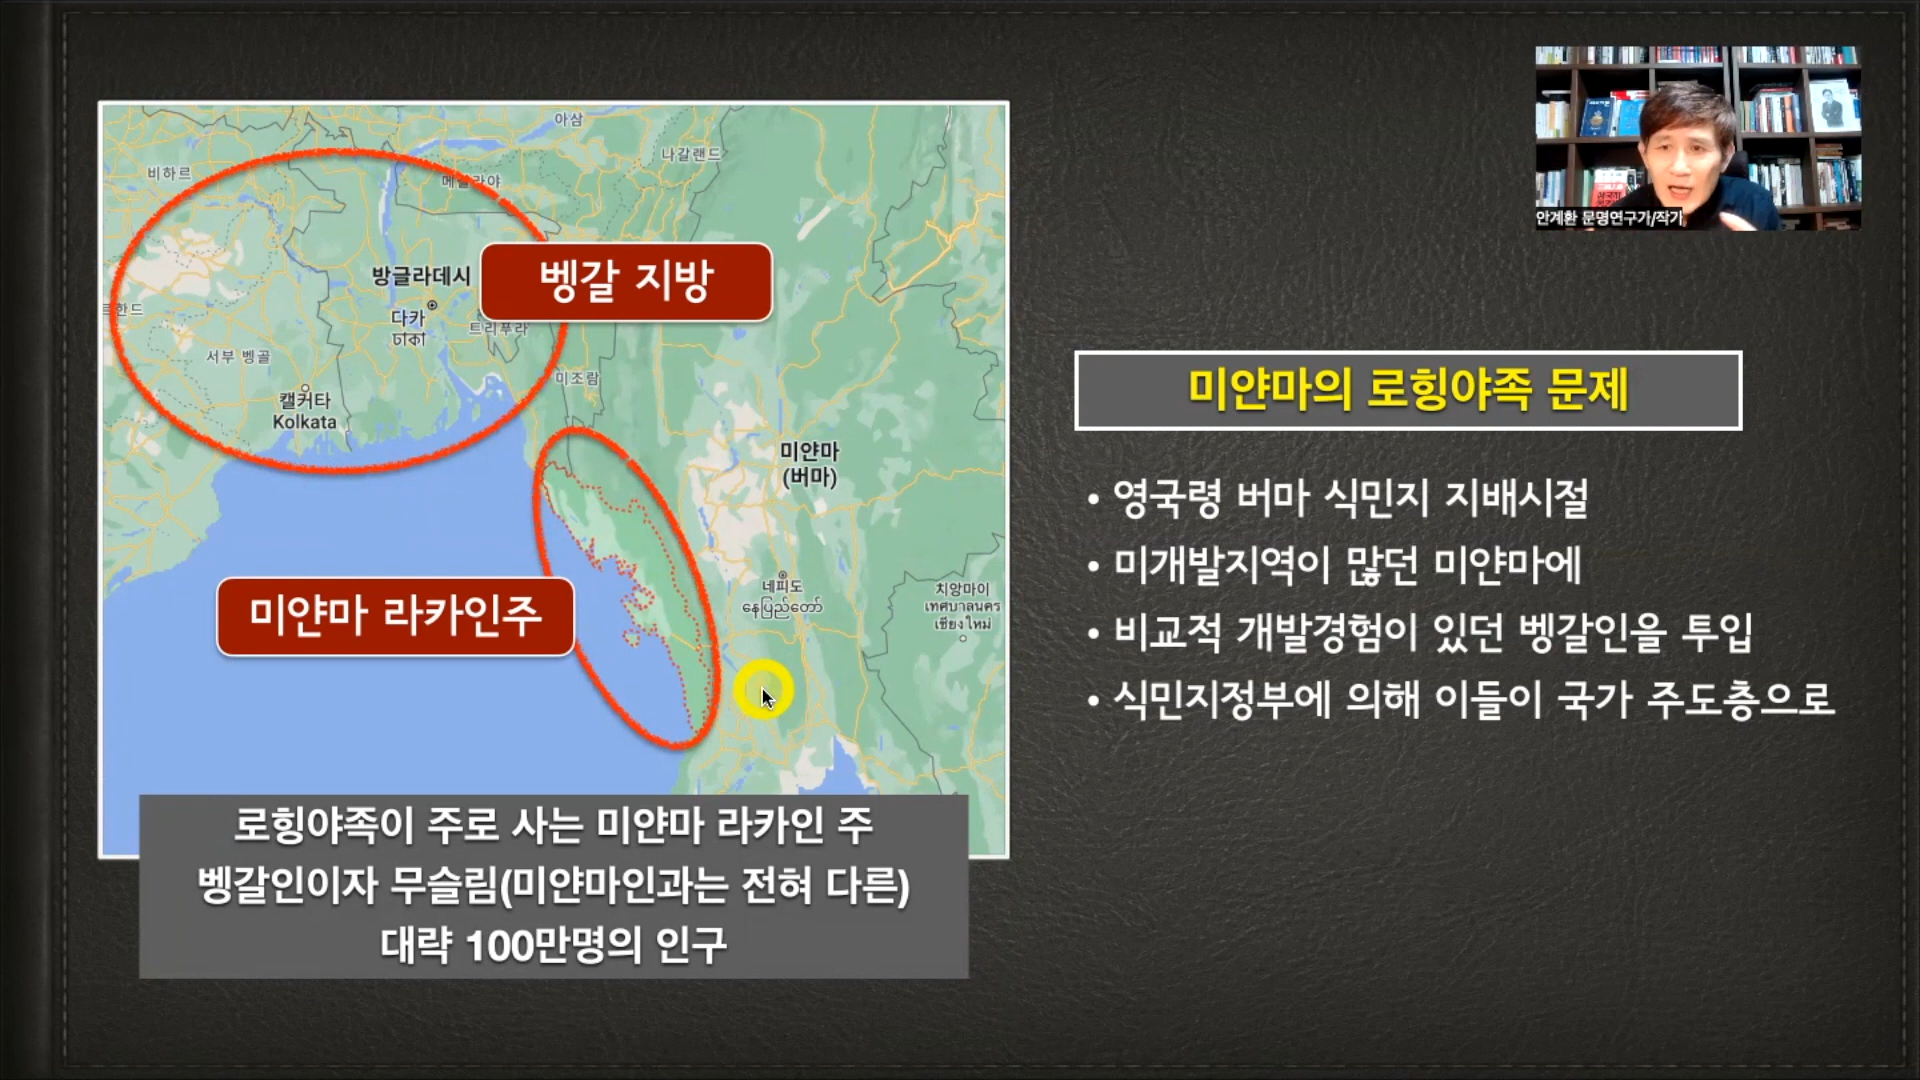 아삼
나갈랜드
비하르
메갈라야
방글라데시
벵갈 지방
다카
ঢাকা
트리푸라
르한드
서부 벵골
미조람
캘커타
Kolkata
미얀마
(버마)
네피도
နေပြည်တော်
치앙마이
เทศบาลนคร
เชียงใหม่
미얀마 라카인주
로힝야족이 주로 사는 미얀마 라카인 주
벵갈인이자 무슬림(미얀마인과는 전혀 다른)
대략 100만명의 인구
안계환 문명연구가/작가
미얀마의 로힝야족 문제
• 영국령 버마 식민지 지배시절
• 미개발지역이 많던 미얀마에
• 비교적 개발경험이 있던 벵갈인을 투입
• 식민지정부에 의해 이들이 국가 주도층으로